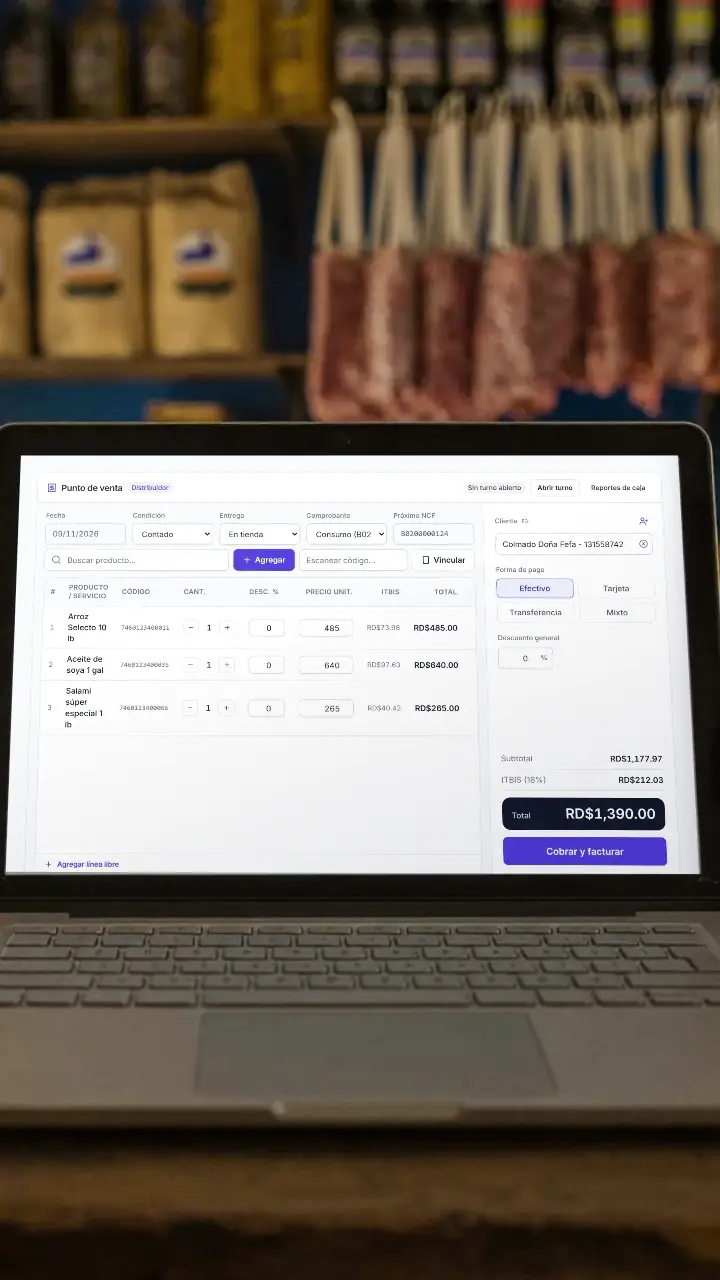 Punto de venta
Distribuidor
Sin turno abierto
Abrir turno
Reportes de caja
Fecha
Condición
Entrega
Comprobante
Próximo NCF
09/11/2026
Contado
En tienda
Consumo (B02
B0200000124
Buscar producto...
+ Agregar
Escanear código...
Vincular
# PRODUCTO / SERVICIO CÓDIGO CANT. DESC. % PRECIO UNIT. ITBIS TOTAL
1 Arroz Selecto 10 lb 7460123400011 − 1 + 0 485 RD$73.98 RD$485.00
2 Aceite de soya 1 gal − 1 + 0 640 RD$97.63 RD$640.00
3 Salami súper especial 1 lb − 1 + 0 265 RD$40.42 RD$265.00
+ Agregar línea libre
Cliente F3
Colmado Doña Fefa - 131558742
Forma de pago
Efectivo
Tarjeta
Transferencia
Mixto
Descuento general
0 %
Subtotal RD$1,177.97
ITBIS (18%) RD$212.03
Total RD$1,390.00
Cobrar y facturar